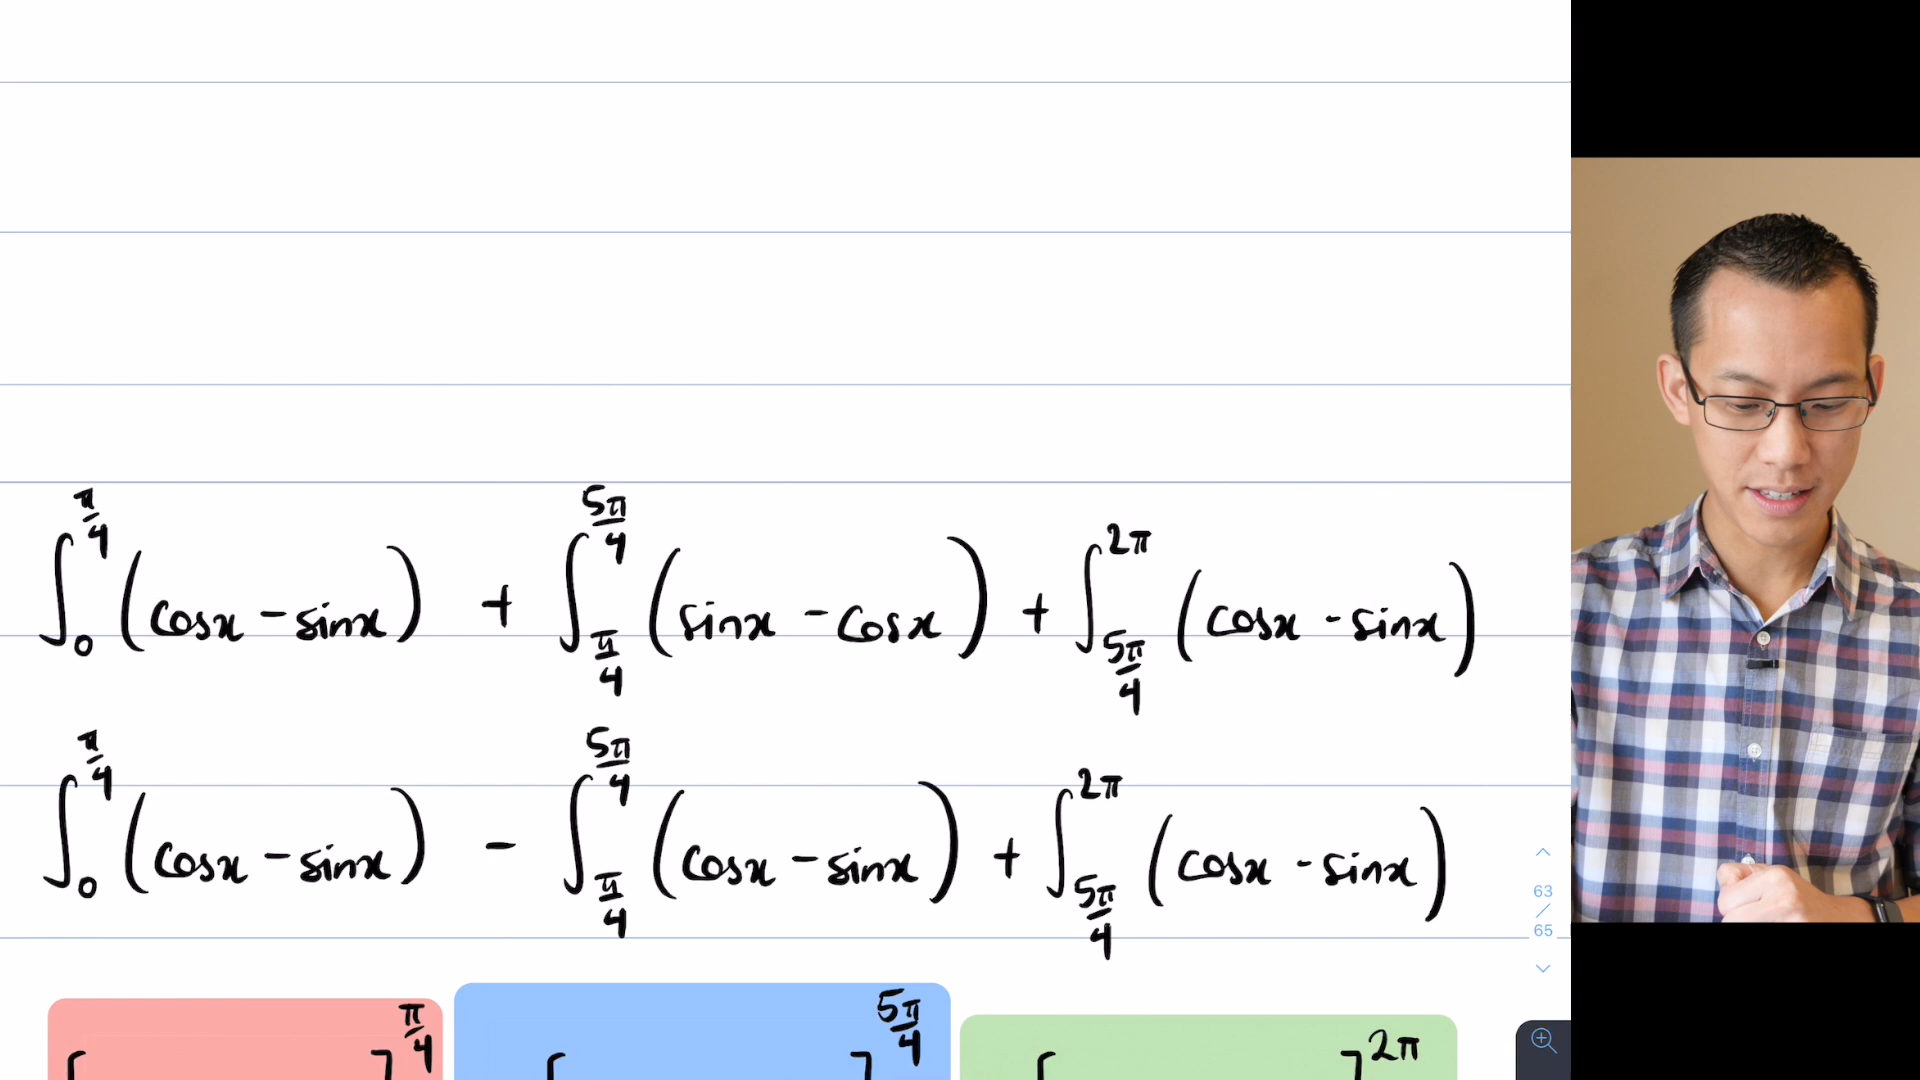 ∫₀^{π/4} (cosx − sinx) + ∫_{π/4}^{5π/4} (sinx − cosx) + ∫_{5π/4}^{2π} (cosx − sinx)
∫₀^{π/4} (cosx − sinx) − ∫_{π/4}^{5π/4} (cosx − sinx) + ∫_{5π/4}^{2π} (cosx − sinx)
63
/
65
[ ]^{π/4} [ ]^{5π/4} [ ]^{2π}